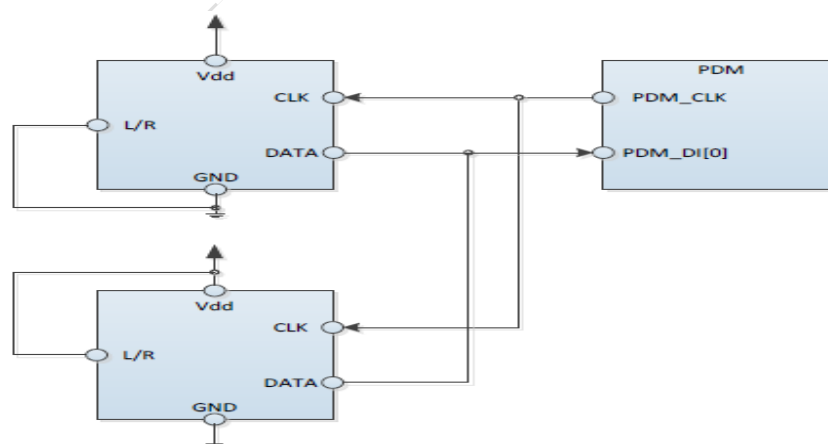 Vdd
CLK
L/R
DATA
GND
PDM
PDM_CLK
PDM_DI[0]
Vdd
CLK
L/R
DATA
GND